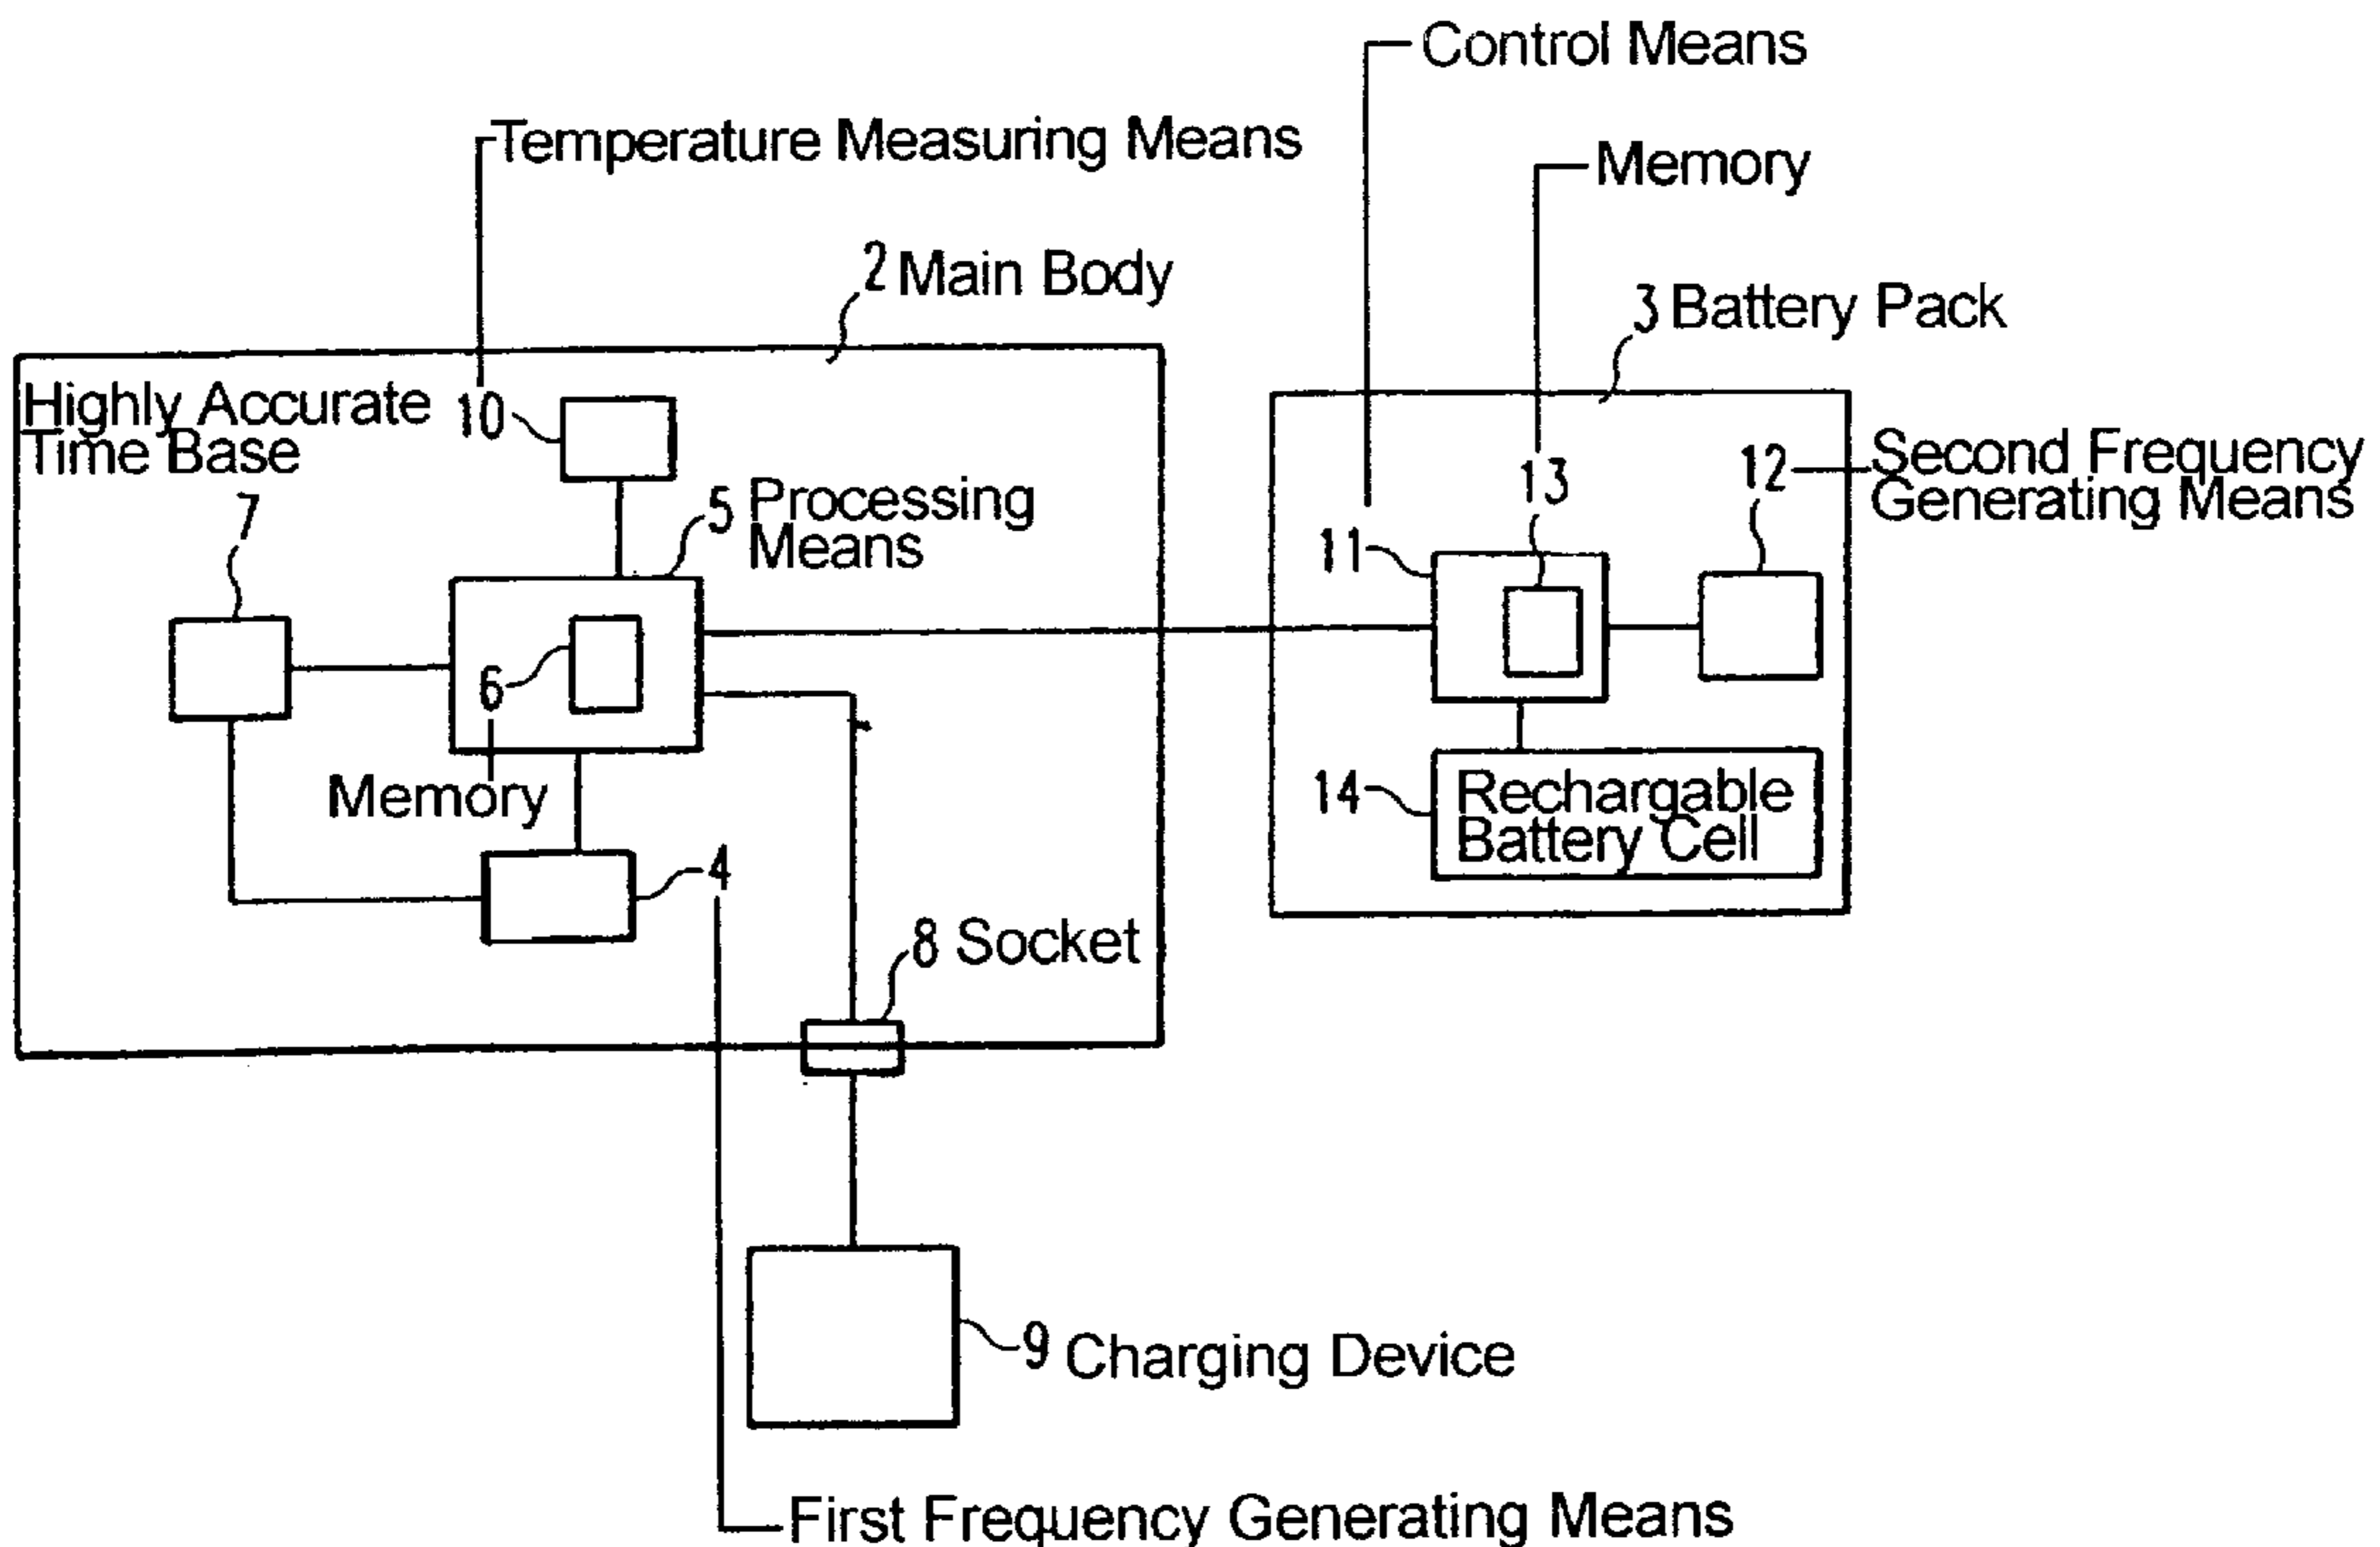 Control Means
Temperature Measuring Means
Memory
2 Main Body
3 Battery Pack
Highly Accurate
Time Base
10
7
5 Processing
Means
13
12
Second Frequency
Generating Means
11
6
Memory
14
Rechargable
Battery Cell
4
8 Socket
9 Charging Device
First Frequency Generating Means